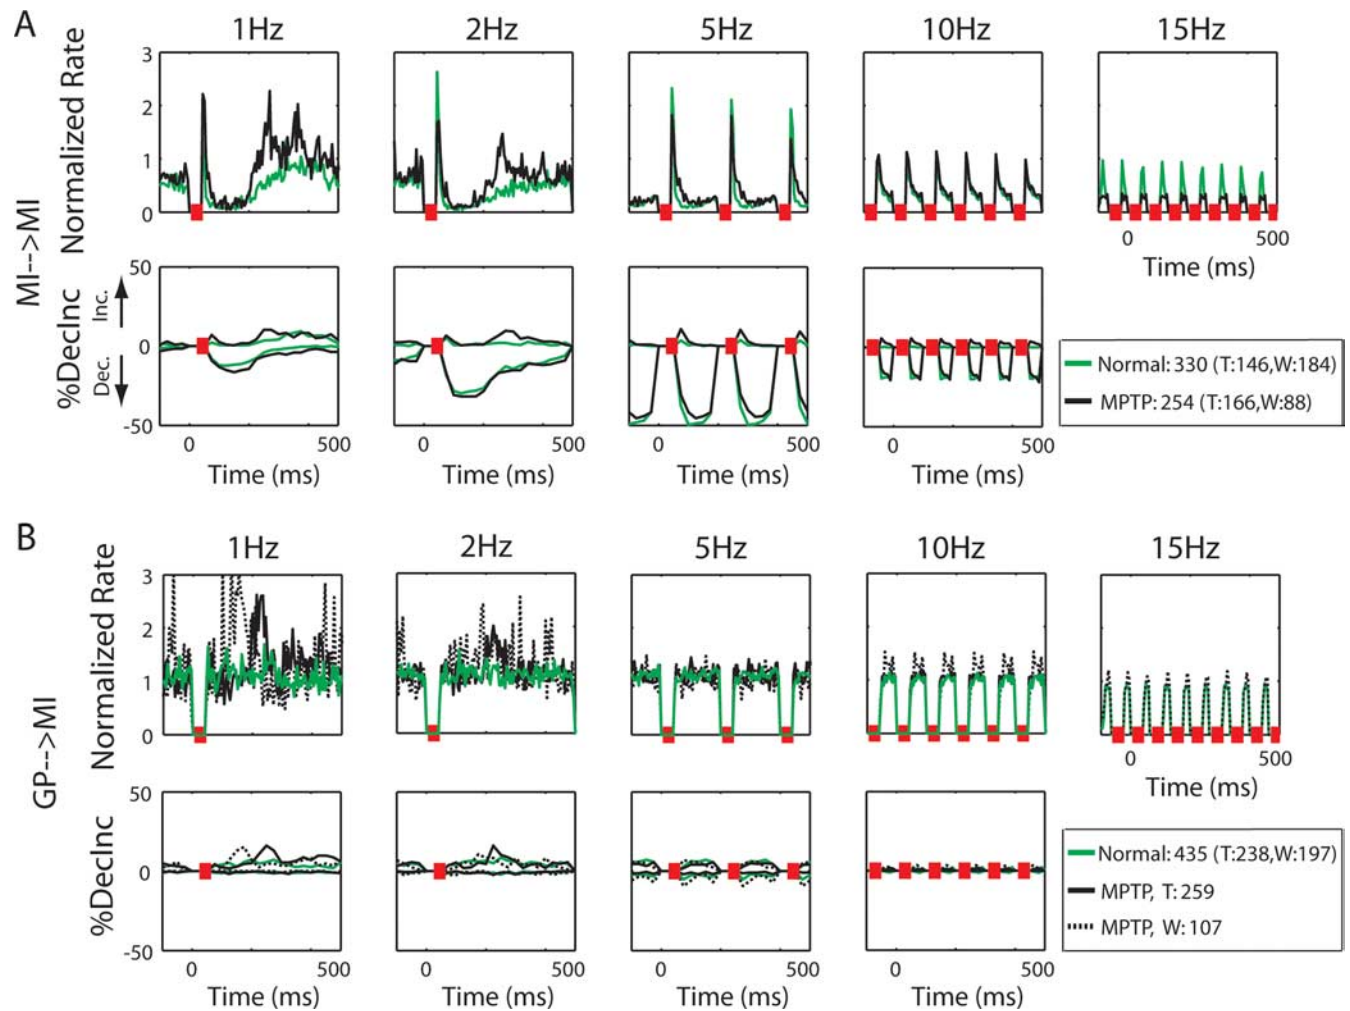 A
1Hz 2Hz 5Hz 10Hz 15Hz
MI-->MI
Normalized Rate
3
2
1
0
0 500
Time (ms)
%DecInc
Dec. Inc.
50
0
-50
0 500 0 500 0 500 0 500
Time (ms) Time (ms) Time (ms) Time (ms)
Normal: 330 (T:146,W:184)
MPTP: 254 (T:166,W:88)
B
1Hz 2Hz 5Hz 10Hz 15Hz
GP-->MI
Normalized Rate
3
2
1
0
0 500
Time (ms)
%DecInc
50
0
-50
0 500 0 500 0 500 0 500
Time (ms) Time (ms) Time (ms) Time (ms)
Normal: 435 (T:238,W:197)
MPTP, T: 259
MPTP, W: 107